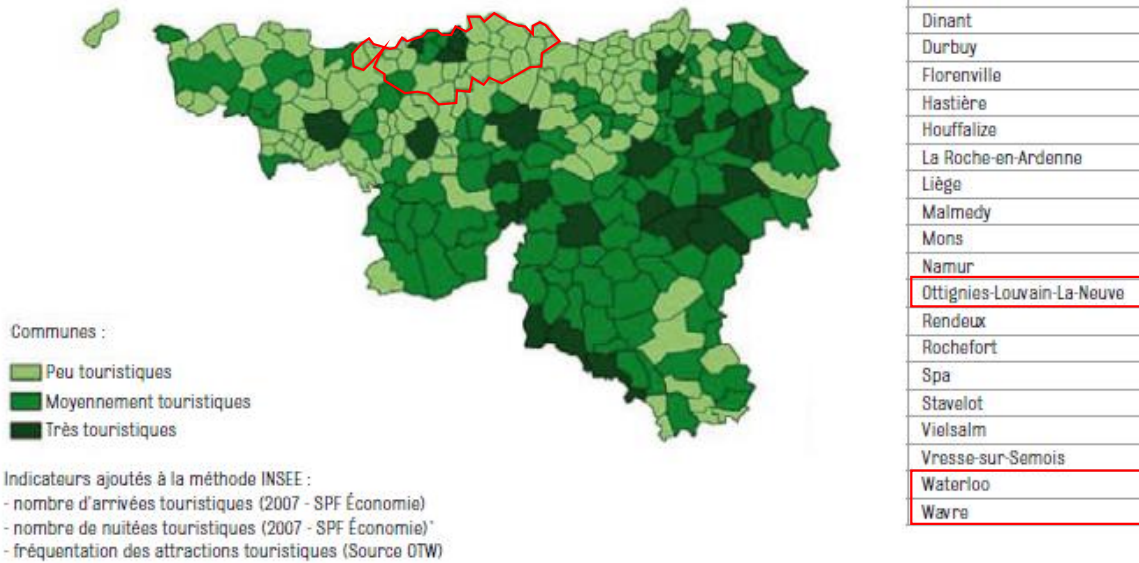 Communes :
Peu touristiques
Moyennement touristiques
Très touristiques
Indicateurs ajoutés à la méthode INSEE :
- nombre d'arrivées touristiques (2007 - SPF Économie)
- nombre de nuitées touristiques (2007 - SPF Économie)*
- fréquentation des attractions touristiques (Source OTW)
Dinant
Durbuy
Florenville
Hastière
Houffalize
La Roche-en-Ardenne
Liège
Malmedy
Mons
Namur
Ottignies-Louvain-La-Neuve
Rendeux
Rochefort
Spa
Stavelot
Vielsalm
Vresse-sur-Semois
Waterloo
Wavre